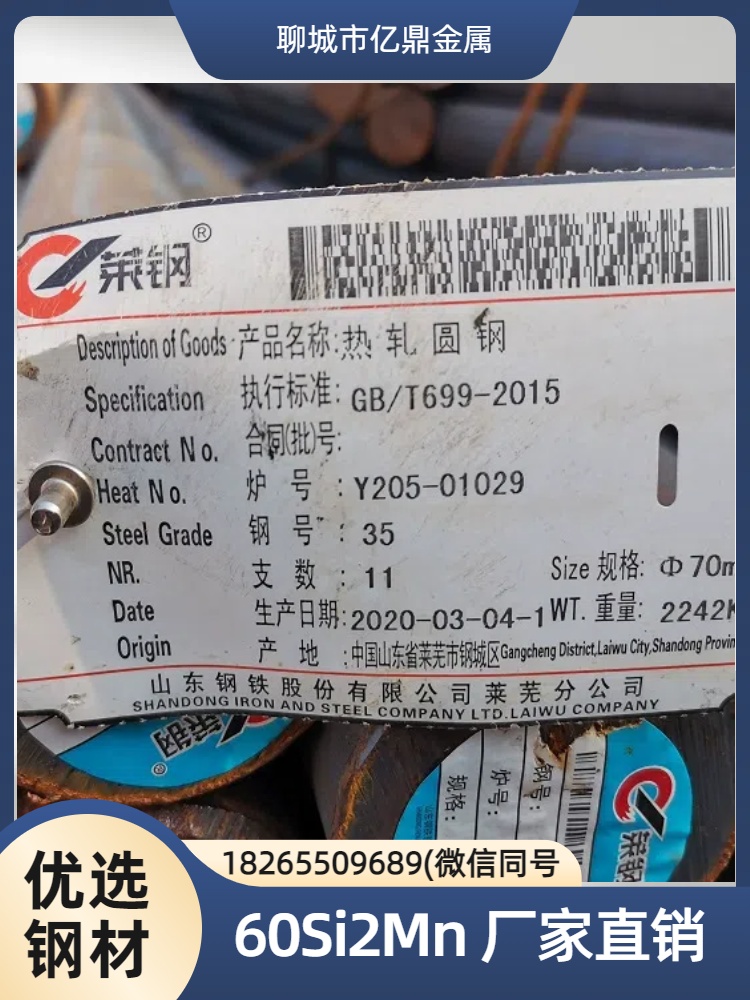 聊城市亿鼎金属
莱钢®
Description of Goods 产品名称:热轧圆钢
Specification 执行标准: GB/T699-2015
Contract No. 合同(批)号:
Heat No. 炉 号: Y205-01029
Steel Grade 钢 号: 35
NR. 支 数: 11 Size 规格: Φ70m
Date 生产日期:2020-03-04-1 WT. 重量: 2242K
Origin 产 地:中国山东省莱芜市钢城区Gangcheng District,Laiwu City,Shandong Provin
山东钢铁股份有限公司莱芜分公司
SHANDONG IRON AND STEEL COMPANY LTD.LAIWU COMPANY
莱钢®
规格:
炉号:
钢号:
莱钢
18265509689(微信同号
优选
钢材
60Si2Mn 厂家直销